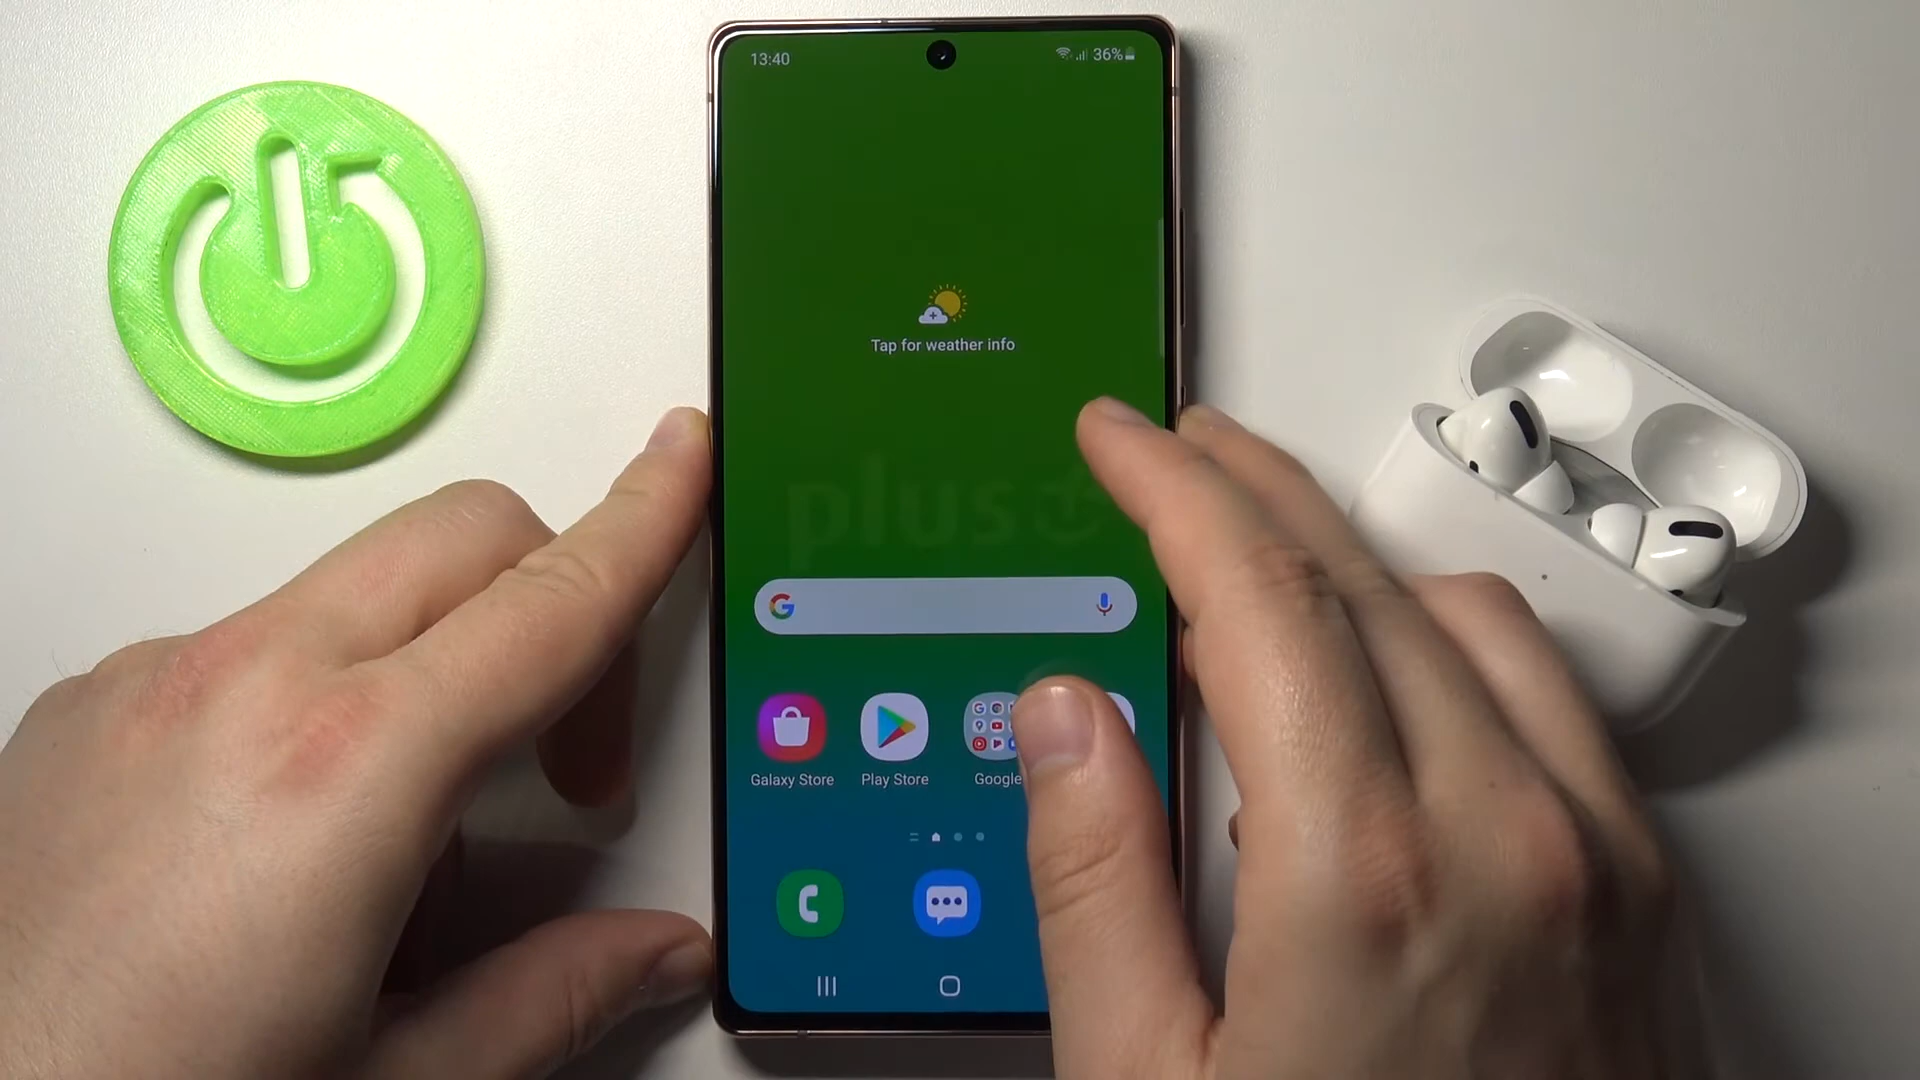 13:40
36%
Tap for weather info
plus
Galaxy Store
Play Store
Google